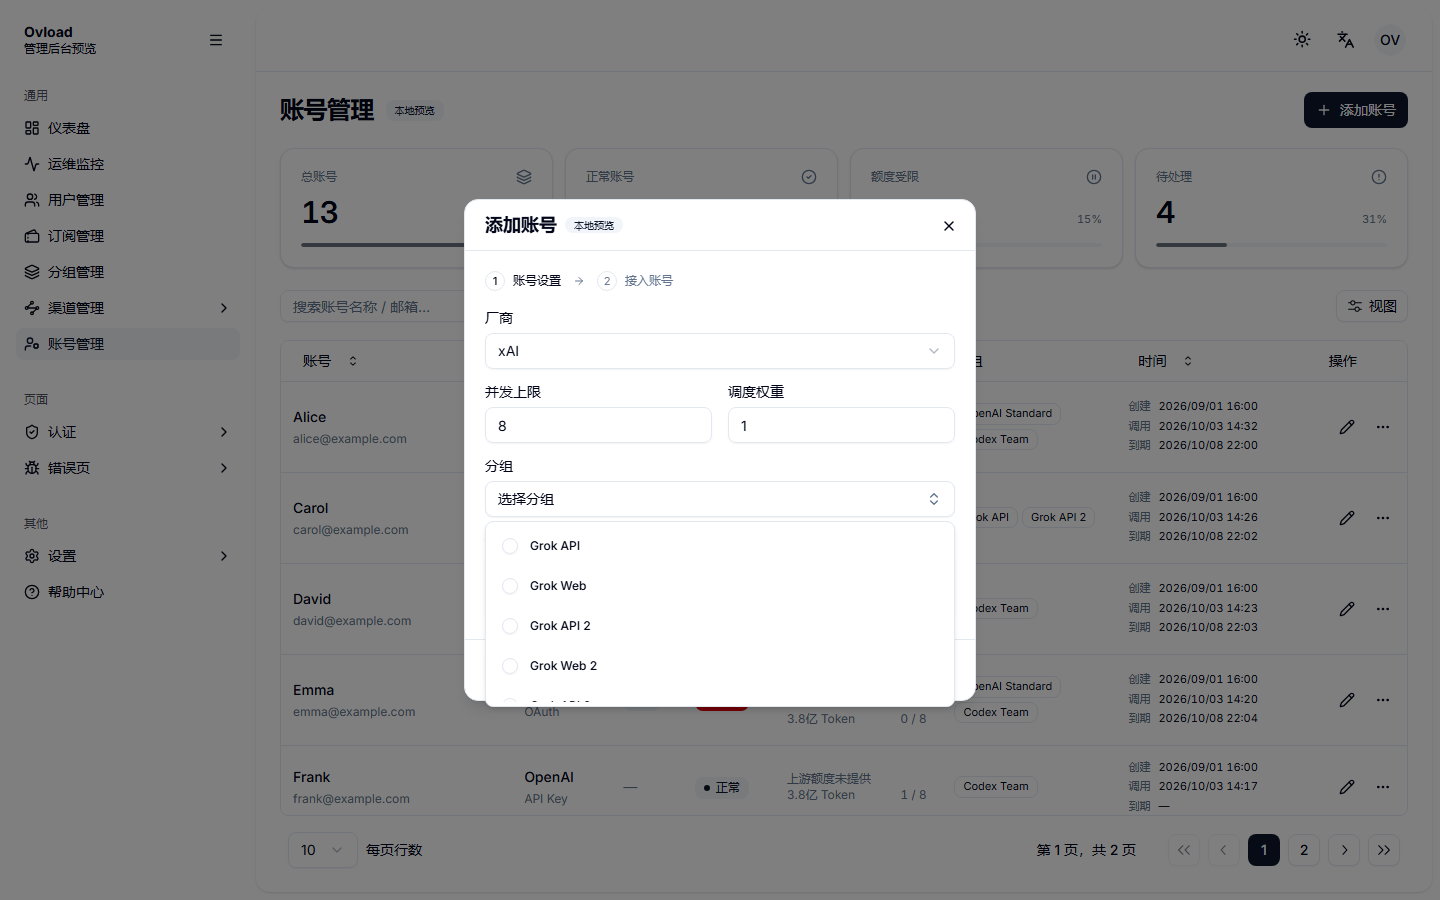 Ovload
管理后台预览
通用
仪表盘
运维监控
用户管理
订阅管理
分组管理
渠道管理
账号管理
页面
认证
错误页
其他
设置
帮助中心
OV
账号管理 本地预览
添加账号
总账号
13
正常账号
额度受限
15%
待处理
4
31%
搜索账号名称 / 邮箱...
视图
账号 时间 操作
Alice
alice@example.com
enAI Standard
dex Team
创建 2026/09/01 16:00
调用 2026/10/03 14:32
到期 2026/10/08 22:00
Carol
carol@example.com
ok API Grok API 2
创建 2026/09/01 16:00
调用 2026/10/03 14:26
到期 2026/10/08 22:02
David
david@example.com
dex Team
创建 2026/09/01 16:00
调用 2026/10/03 14:23
到期 2026/10/08 22:03
Emma
emma@example.com
OAuth
3.8亿 Token
0 / 8
enAI Standard
Codex Team
创建 2026/09/01 16:00
调用 2026/10/03 14:20
到期 2026/10/08 22:04
Frank
frank@example.com
OpenAI
API Key
—
正常
上游额度未提供
3.8亿 Token
1 / 8
Codex Team
创建 2026/09/01 16:00
调用 2026/10/03 14:17
到期 —
10 每页行数
第 1 页，共 2 页
1 2
添加账号 本地预览
1 账号设置 2 接入账号
厂商
xAI
并发上限 调度权重
8 1
分组
选择分组
Grok API
Grok Web
Grok API 2
Grok Web 2